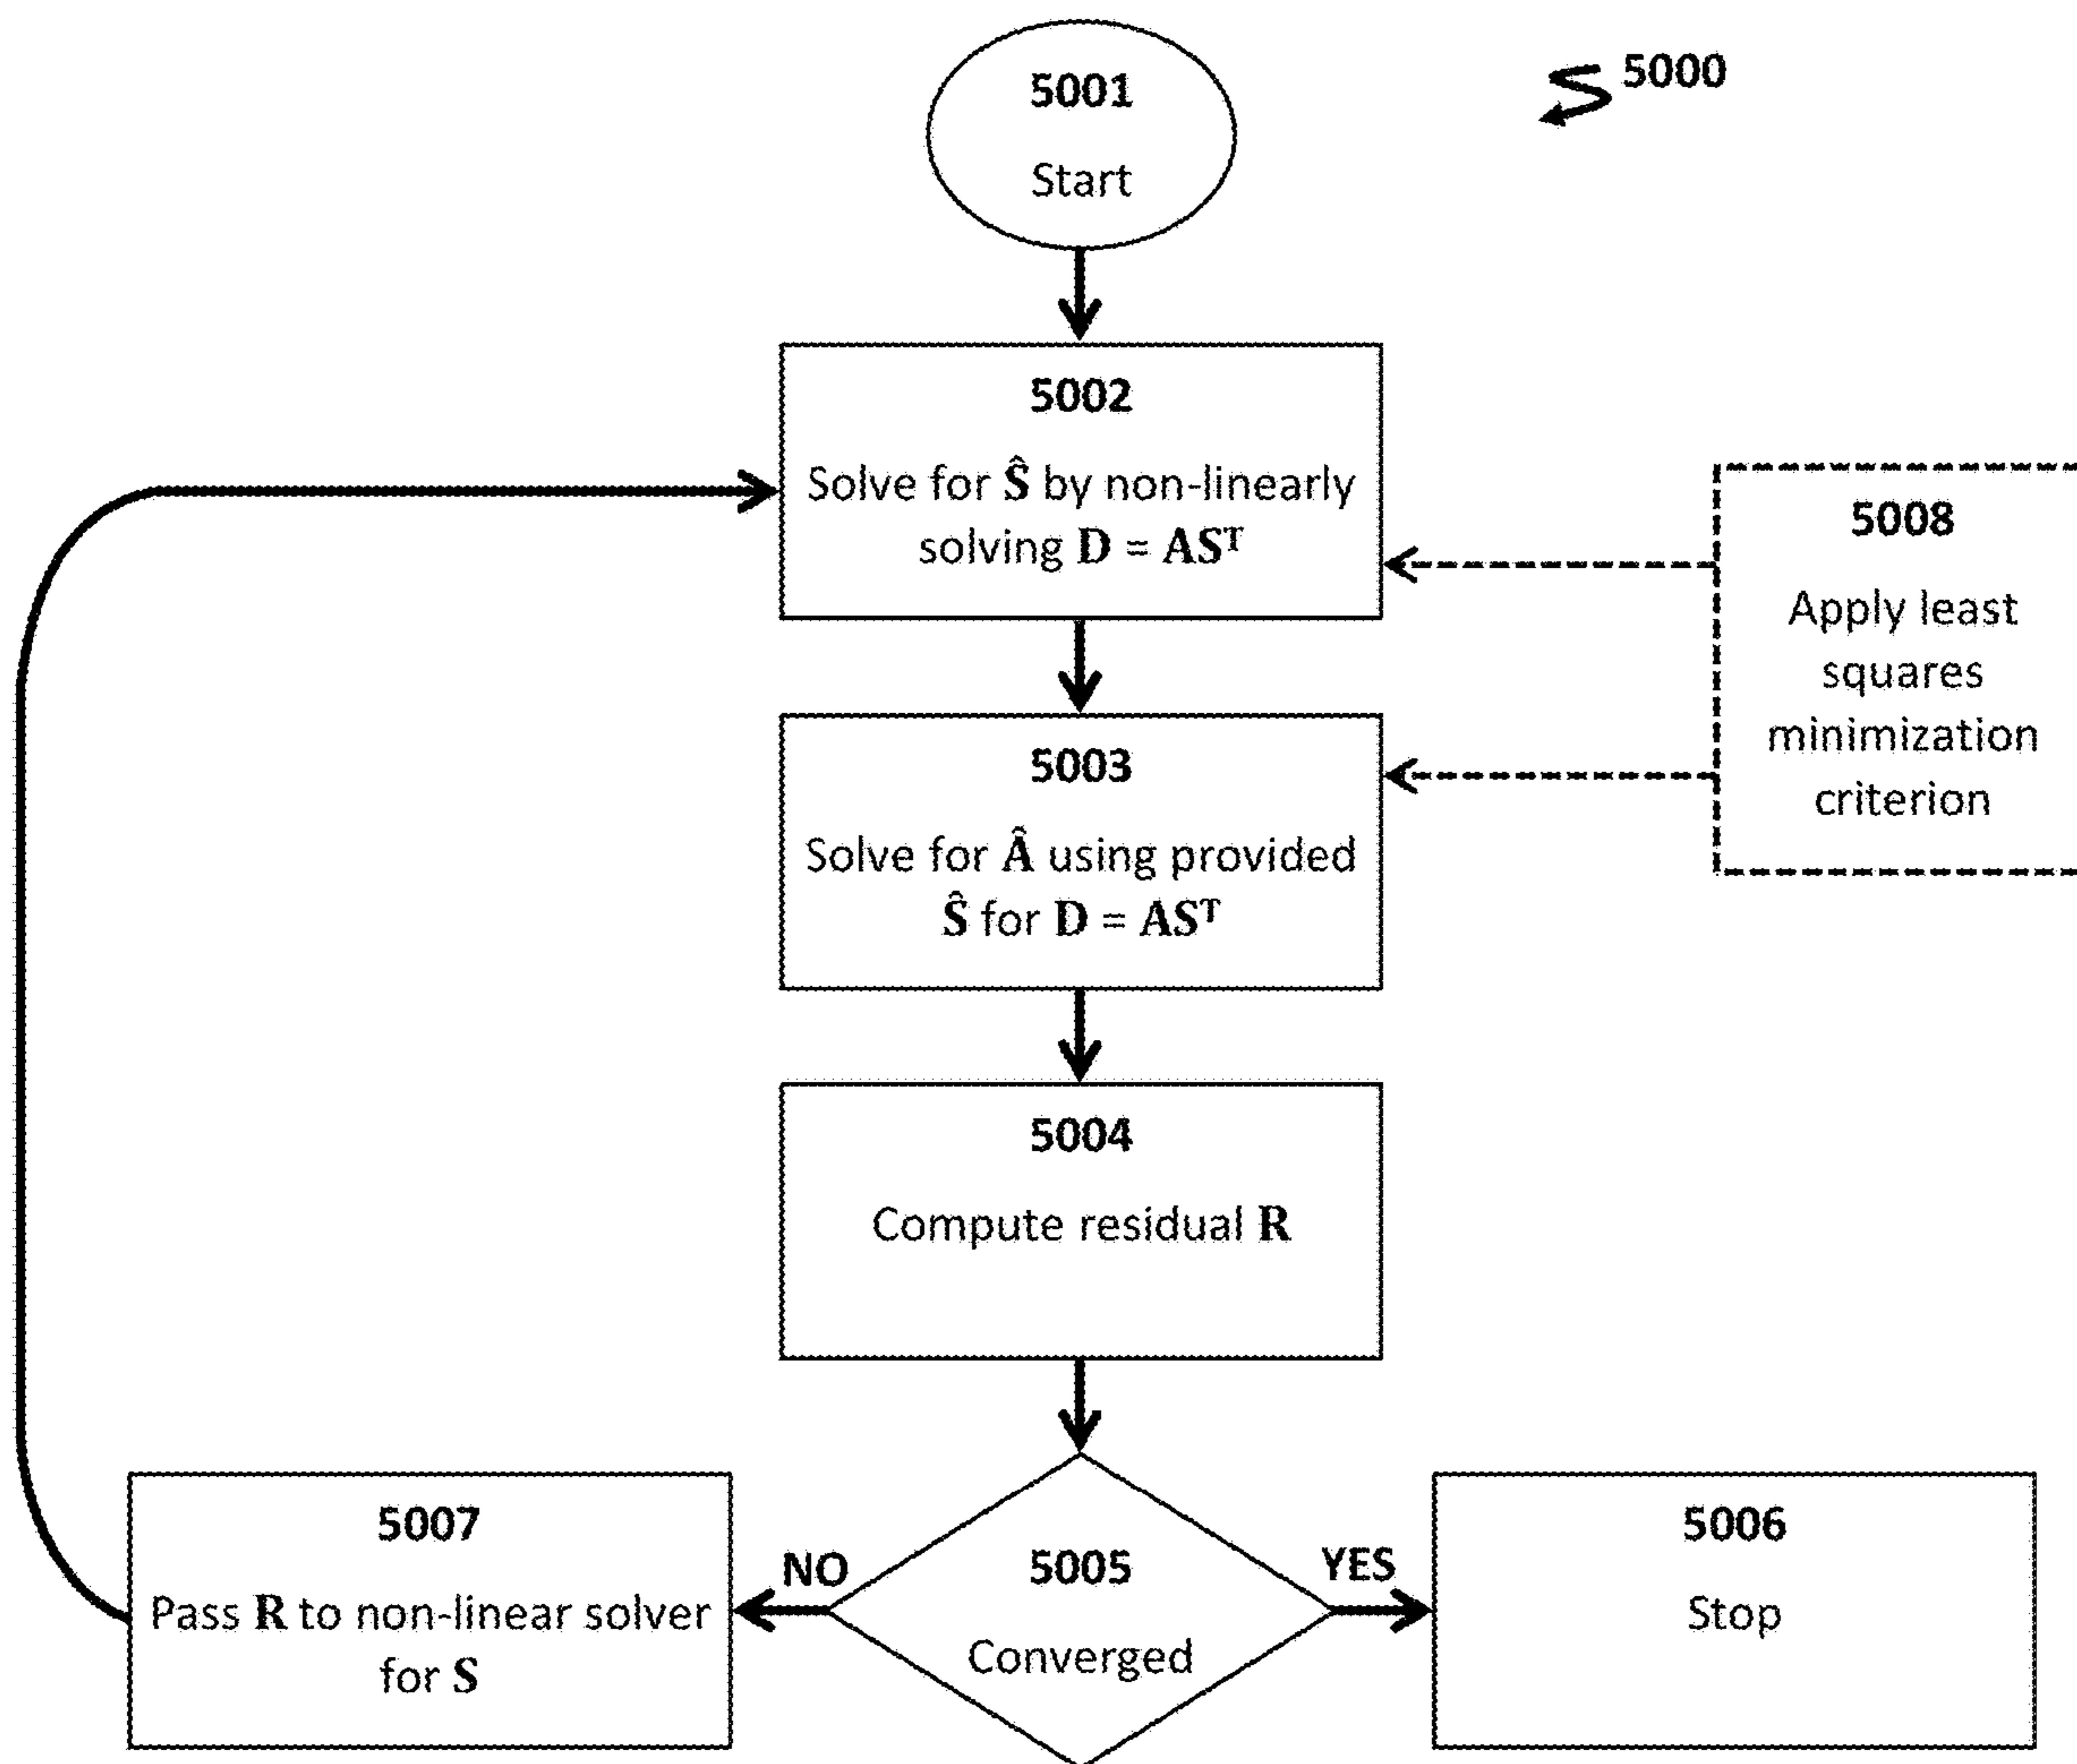 5000
5001
Start
5002
Solve for Ŝ by non-linearly
solving D = ASᵀ
5008
Apply least
squares
minimization
criterion
5003
Solve for Â using provided
Ŝ for D = ASᵀ
5004
Compute residual R
5007
Pass R to non-linear solver
for S
NO
5005
Converged
YES
5006
Stop